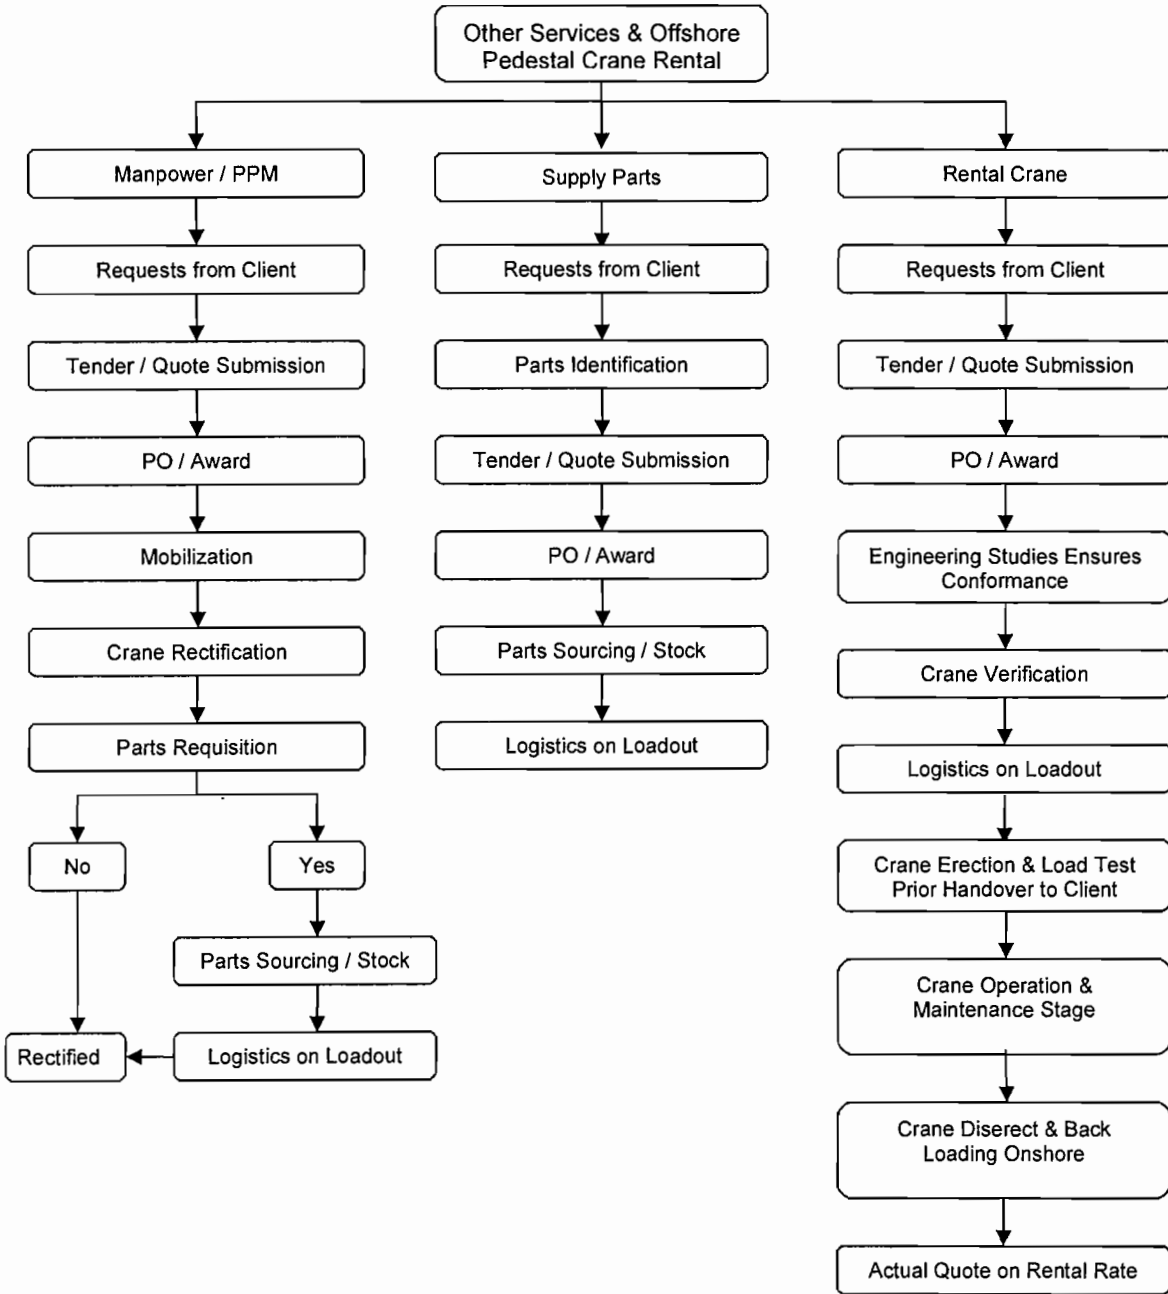 Other Services & Offshore
Pedestal Crane Rental
Manpower / PPM
Requests from Client
Tender / Quote Submission
PO / Award
Mobilization
Crane Rectification
Parts Requisition
No
Yes
Parts Sourcing / Stock
Logistics on Loadout
Rectified
Supply Parts
Requests from Client
Parts Identification
Tender / Quote Submission
PO / Award
Parts Sourcing / Stock
Logistics on Loadout
Rental Crane
Requests from Client
Tender / Quote Submission
PO / Award
Engineering Studies Ensures
Conformance
Crane Verification
Logistics on Loadout
Crane Erection & Load Test
Prior Handover to Client
Crane Operation &
Maintenance Stage
Crane Diserect & Back
Loading Onshore
Actual Quote on Rental Rate